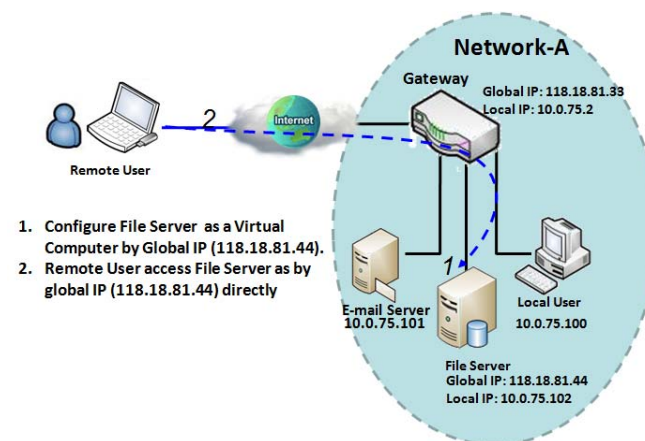 Network-A
Gateway
Global IP: 118.18.81.33
Local IP: 10.0.75.2
2
Internet
Remote User
1. Configure File Server as a Virtual
Computer by Global IP (118.18.81.44).
2. Remote User access File Server as by
global IP (118.18.81.44) directly
1
E-mail Server
10.0.75.101
Local User
10.0.75.100
File Server
Global IP: 118.18.81.44
Local IP: 10.0.75.102